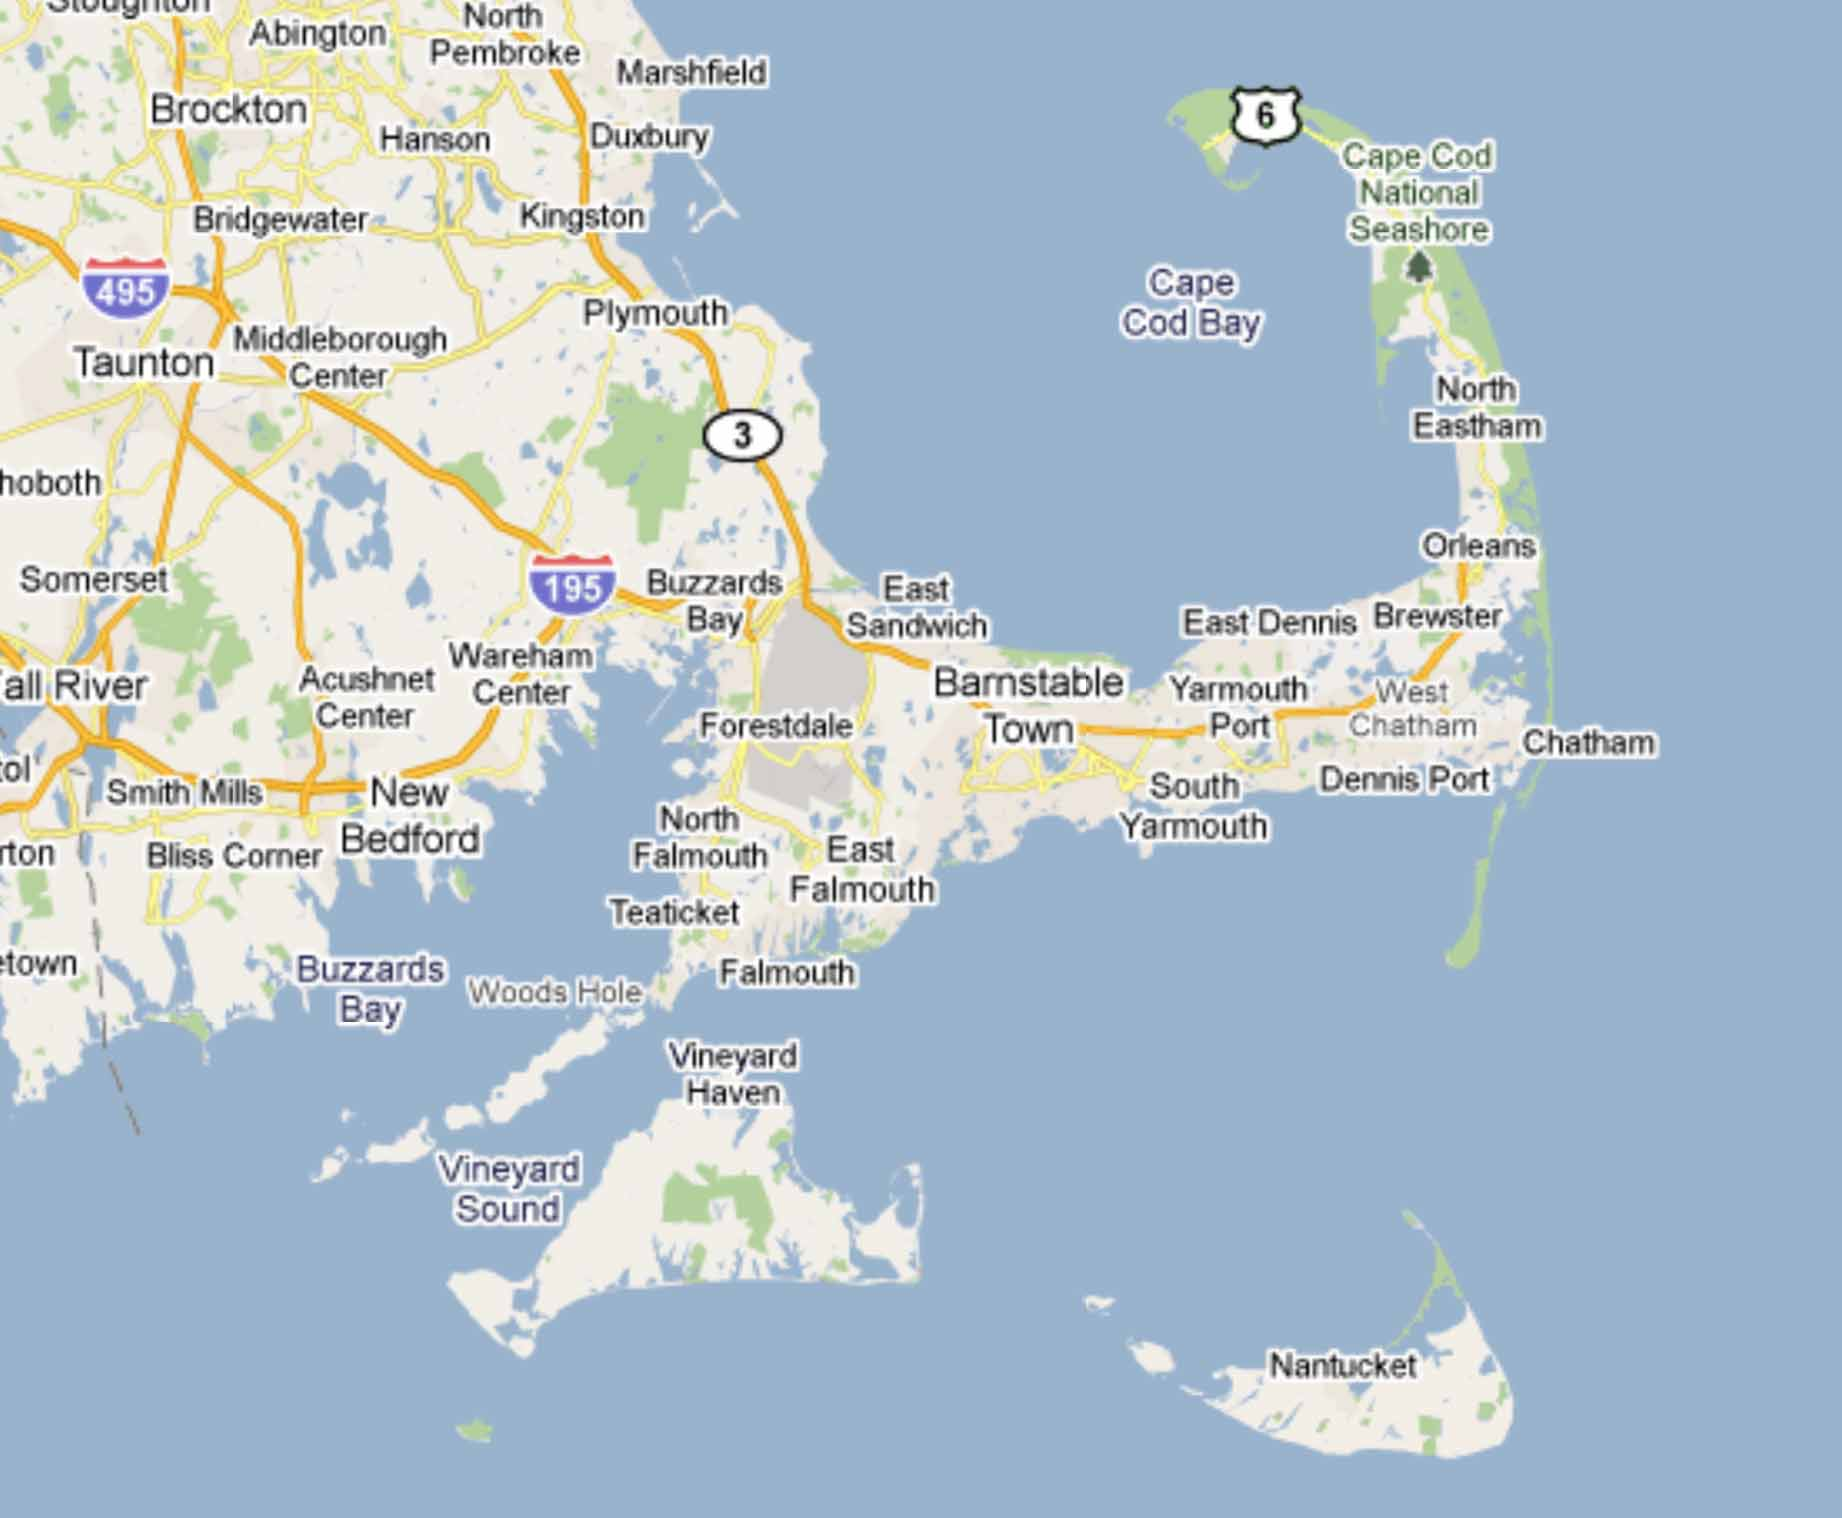 Stoughton
Abington
North
Pembroke
Marshfield
Brockton
Hanson
Duxbury
6
Cape Cod
National
Seashore
Bridgewater
Kingston
495
Cape
Cod Bay
Plymouth
Middleborough
Center
Taunton
North
Eastham
3
hoboth
Orleans
Somerset
195
Buzzards
Bay
East
Sandwich
East Dennis
Brewster
Wareham
Center
all River
Acushnet
Center
Barnstable
Town
Yarmouth
Port
West
Chatham
Forestdale
Chatham
tol
Smith Mills
New
Bedford
South
Yarmouth
Dennis Port
North
Falmouth
rton
Bliss Corner
East
Falmouth
Teaticket
etown
Buzzards
Bay
Woods Hole
Falmouth
Vineyard
Haven
Vineyard
Sound
Nantucket